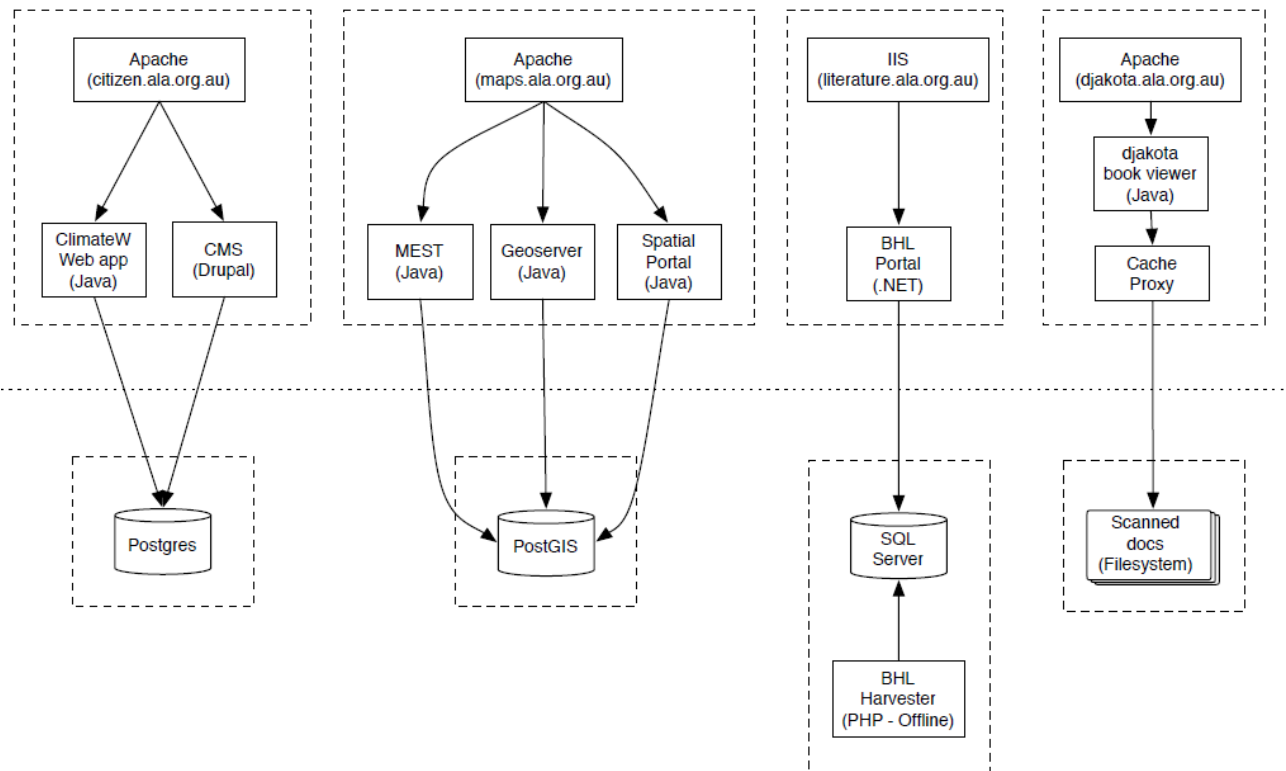 Apache
(citizen.ala.org.au)
Apache
(maps.ala.org.au)
IIS
(literature.ala.org.au)
Apache
(djakota.ala.org.au)
djakota
book viewer
(Java)
ClimateW
Web app
(Java)
CMS
(Drupal)
MEST
(Java)
Geoserver
(Java)
Spatial
Portal
(Java)
BHL
Portal
(.NET)
Cache
Proxy
Postgres
PostGIS
SQL
Server
Scanned
docs
(Filesystem)
BHL
Harvester
(PHP - Offline)